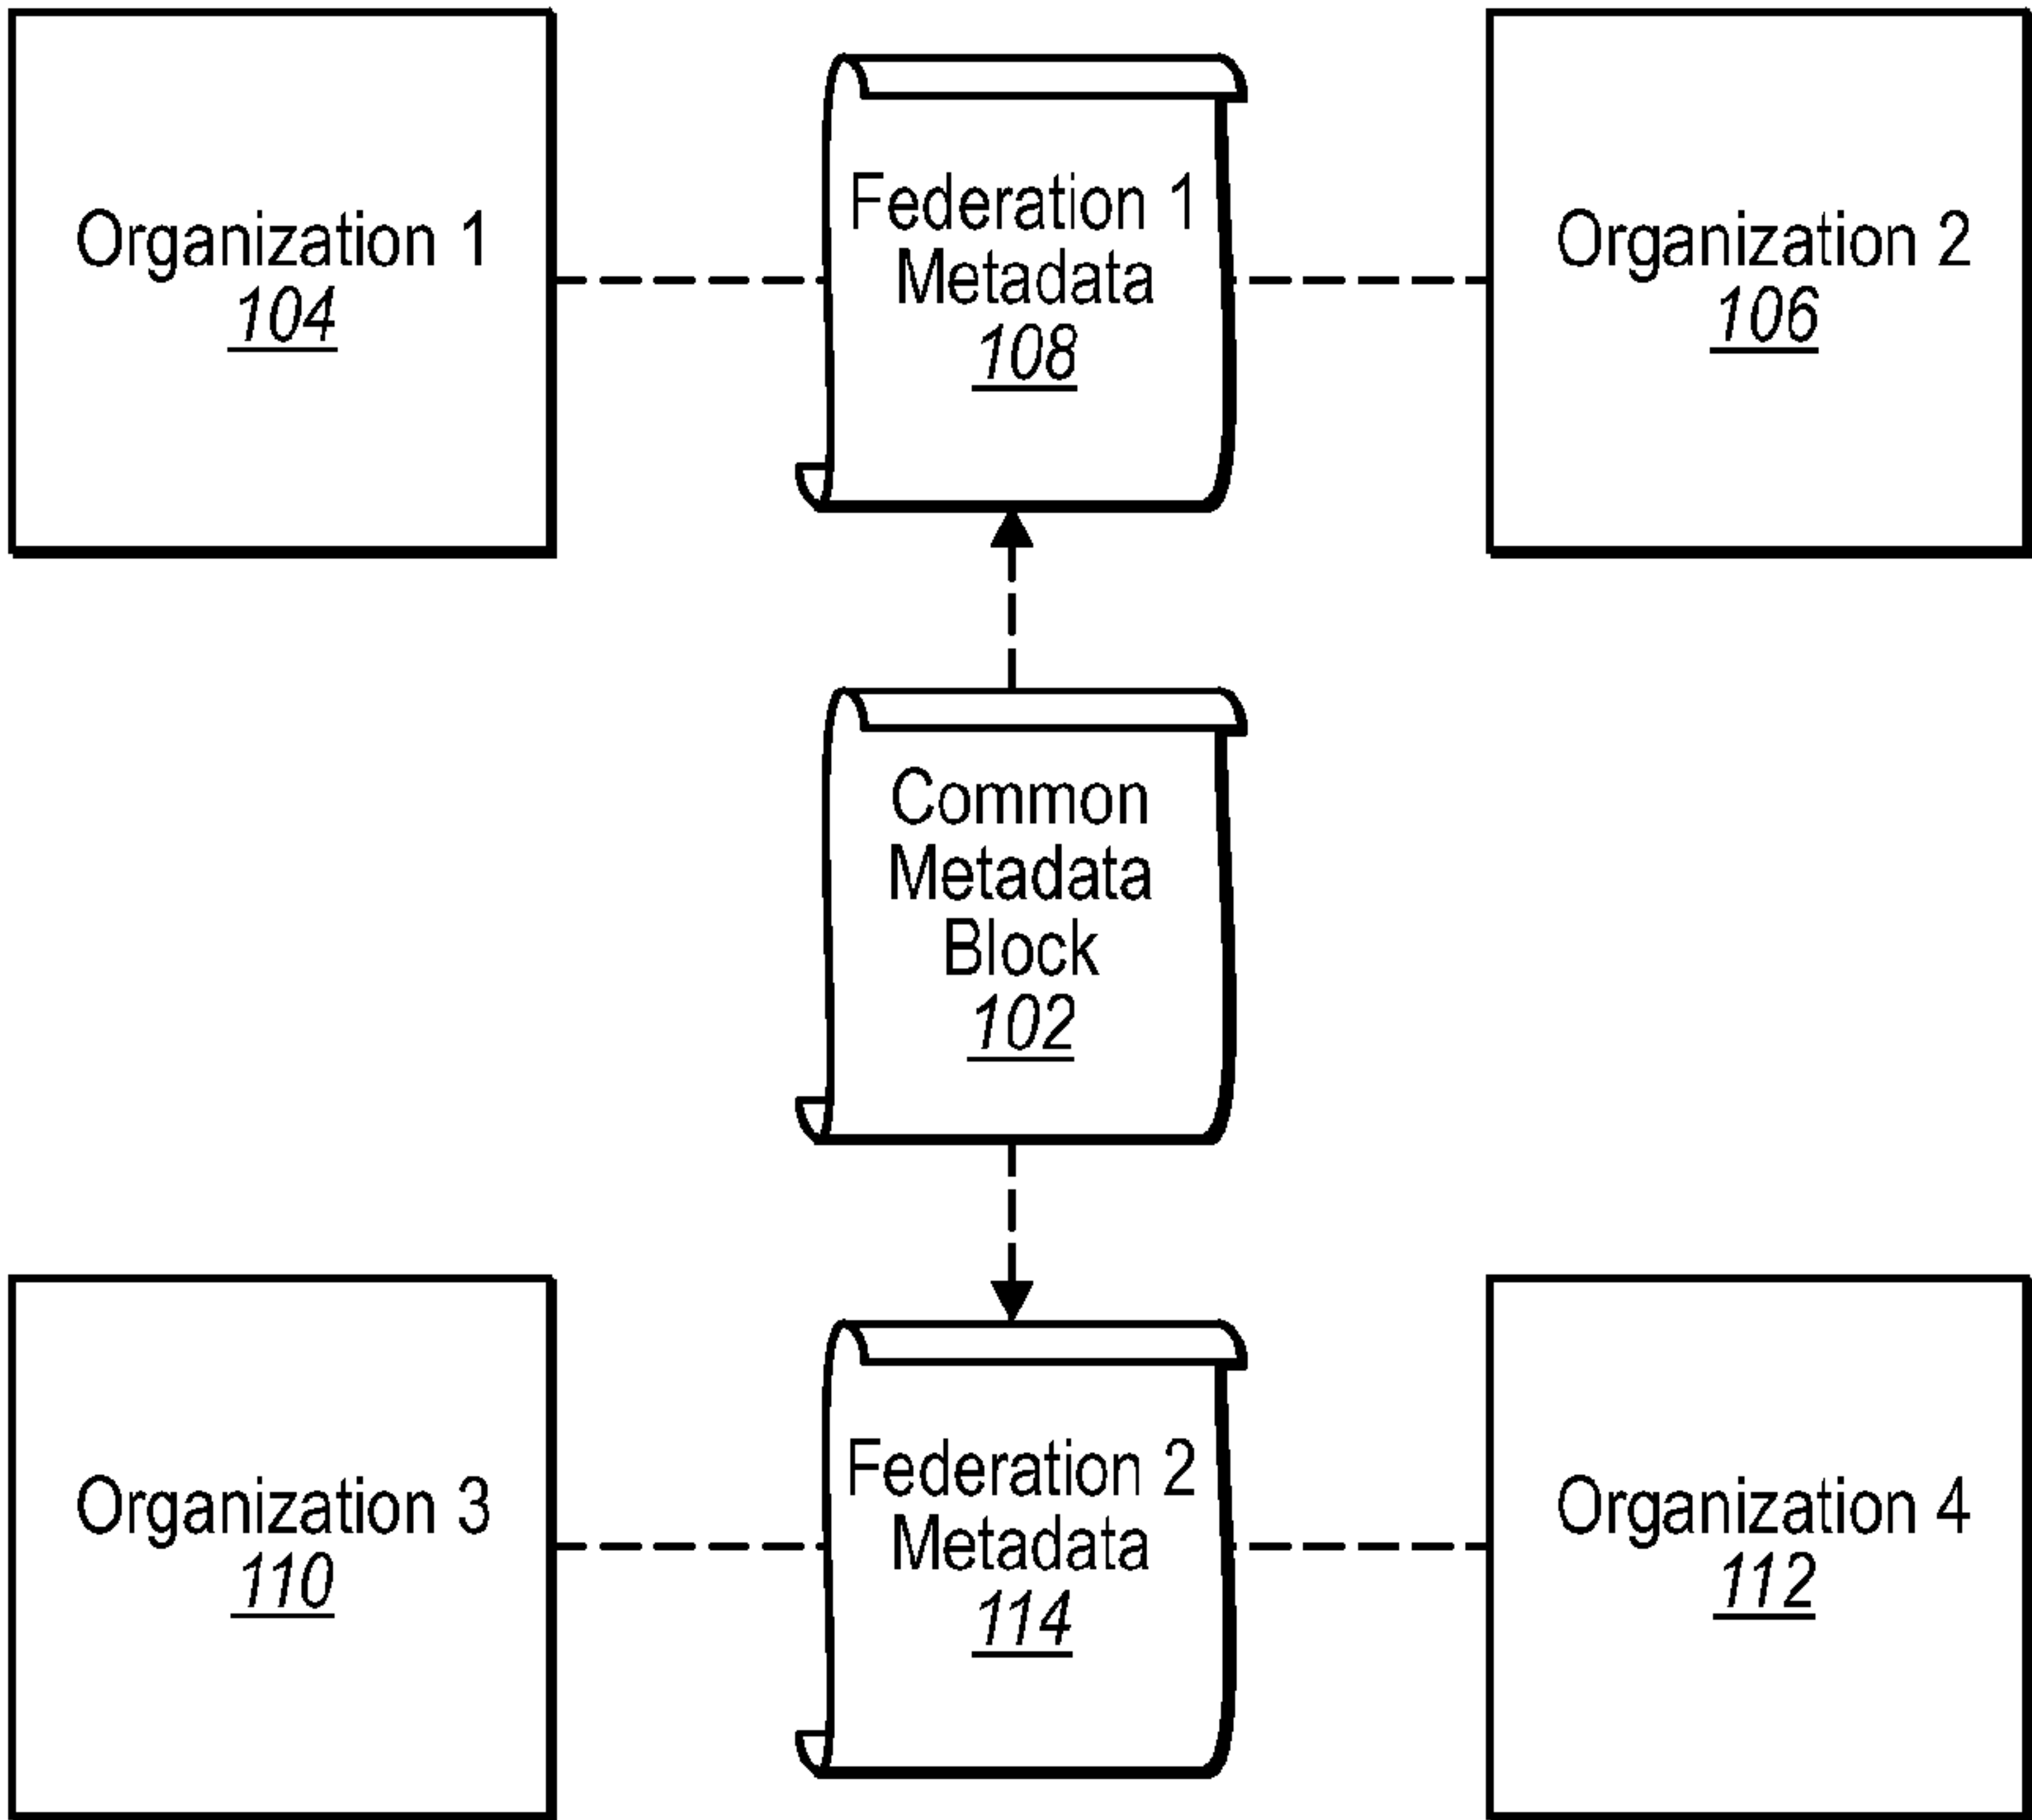 Organization 1
104
Federation 1
Metadata
108
Organization 2
106
Common
Metadata
Block
102
Organization 3
110
Federation 2
Metadata
114
Organization 4
112